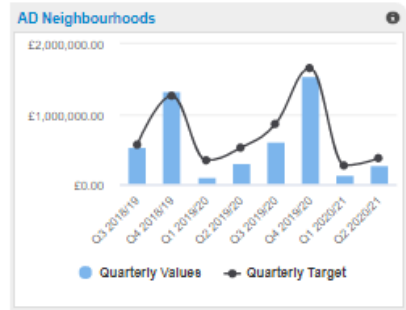 AD Neighbourhoods
£2,000,000.00
£1,000,000.00
£0.00
Q3 2018/19
Q4 2018/19
Q1 2019/20
Q2 2019/20
Q3 2019/20
Q4 2019/20
Q1 2020/21
Q2 2020/21
Quarterly Values Quarterly Target